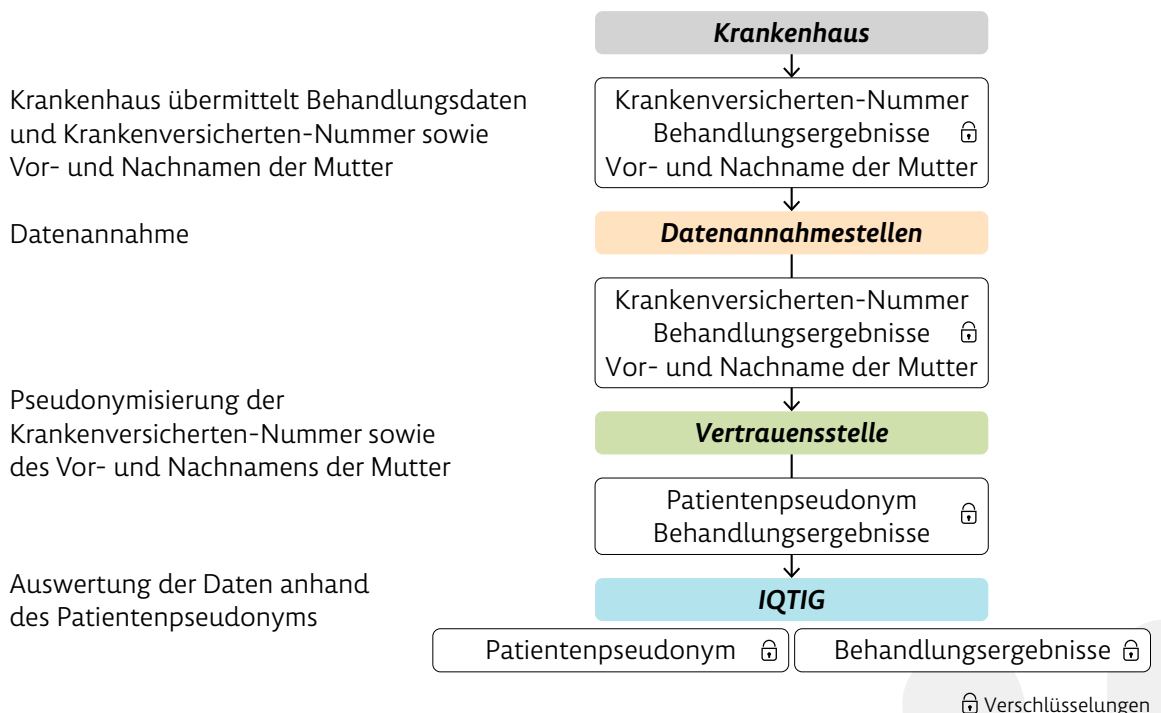 Krankenhaus
Krankenhaus übermittelt Behandlungsdaten
und Krankenversicherten-Nummer sowie
Vor- und Nachnamen der Mutter
Krankenversicherten-Nummer
Behandlungsergebnisse
Vor- und Nachname der Mutter
Datenannahme
Datenannahmestellen
Krankenversicherten-Nummer
Behandlungsergebnisse
Vor- und Nachname der Mutter
Pseudonymisierung der
Krankenversicherten-Nummer sowie
des Vor- und Nachnamens der Mutter
Vertrauensstelle
Patientenpseudonym
Behandlungsergebnisse
Auswertung der Daten anhand
des Patientenpseudonyms
IQTIG
Patientenpseudonym
Behandlungsergebnisse
Verschlüsselungen